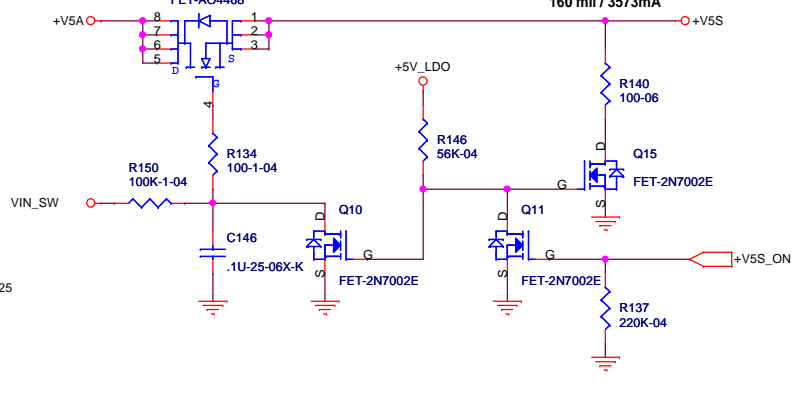 FET-AO4468
160 mil / 3573mA
+V5A
8
7
6
5
D
1
2
3
S
G
4
+V5S
+5V_LDO
R140
100-06
R146
56K-04
R134
100-1-04
R150
100K-1-04
D
Q15
G
FET-2N7002E
S
VIN_SW
D
Q10
D
Q11
C146
.1U-25-06X-K
G
S
FET-2N7002E
G
S
FET-2N7002E
+V5S_ON
R137
220K-04
25